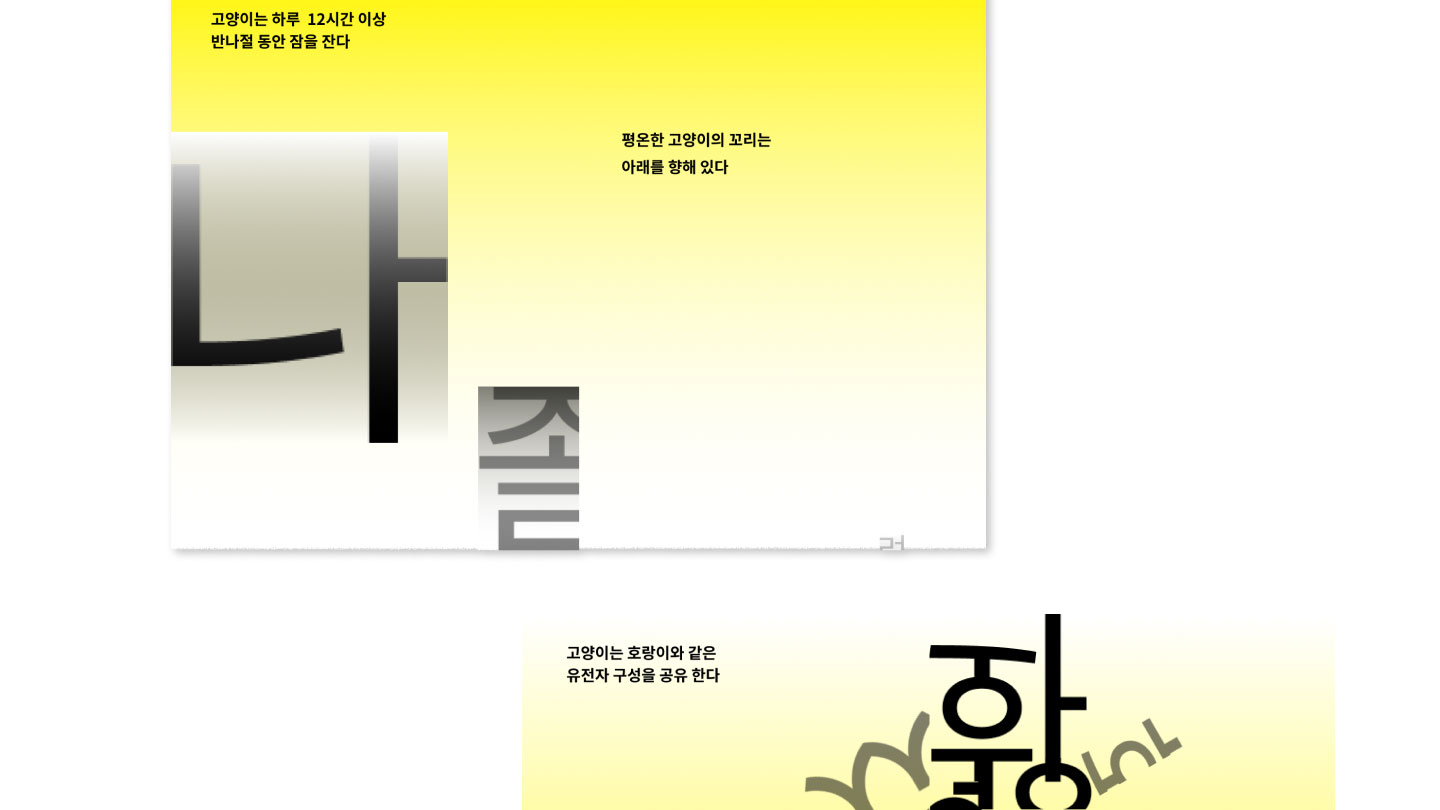 고양이는 하루 12시간 이상
반나절 동안 잠을 잔다
평온한 고양이의 꼬리는
아래를 향해 있다
나
고양이는 호랑이와 같은
유전자 구성을 공유 한다